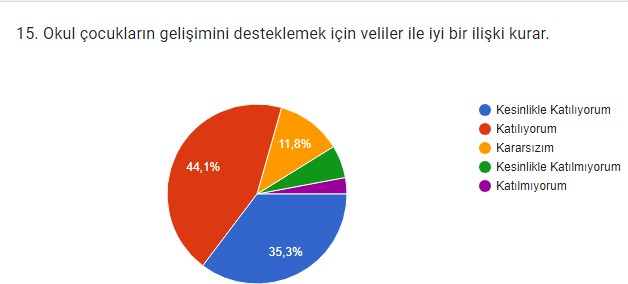 15. Okul çocukların gelişimini desteklemek için veliler ile iyi bir ilişki kurar.
Kesinlikle Katılıyorum
Katılıyorum
Kararsızım
Kesinlikle Katılmıyorum
Katılmıyorum
11,8%
44,1%
35,3%